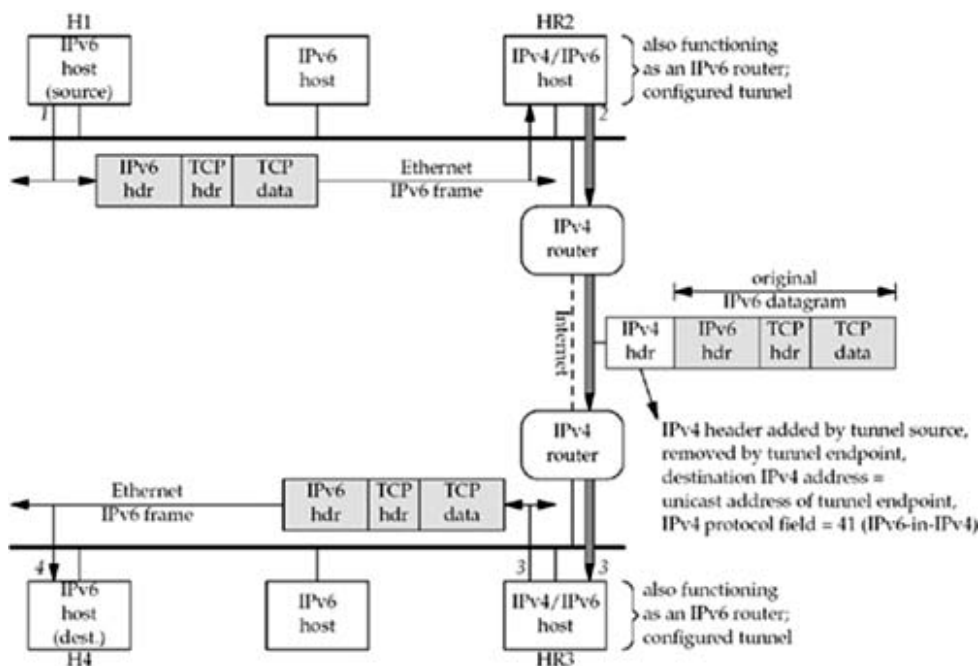 H1
HR2
IPv6
host
(source)
IPv6
host
IPv4/IPv6
host
also functioning
as an IPv6 router;
configured tunnel
1
2
IPv6
hdr
TCP
hdr
TCP
data
Ethernet
IPv6 frame
IPv4
router
original
IPv6 datagram
Internet
IPv4
hdr
IPv6
hdr
TCP
hdr
TCP
data
IPv4
router
IPv4 header added by tunnel source,
removed by tunnel endpoint,
destination IPv4 address =
unicast address of tunnel endpoint,
IPv4 protocol field = 41 (IPv6-in-IPv4)
Ethernet
IPv6 frame
IPv6
hdr
TCP
hdr
TCP
data
4
3
3
IPv6
host
(dest.)
IPv6
host
IPv4/IPv6
host
also functioning
as an IPv6 router;
configured tunnel
H4
HR3